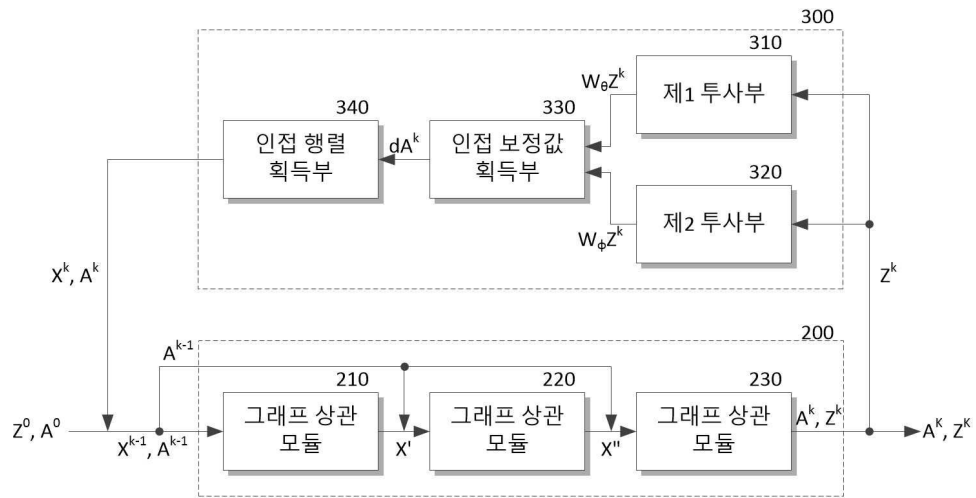 300
310
제1 투사부
WθZ^k
340
인접 행렬
획득부
dA^k
330
인접 보정값
획득부
320
제2 투사부
WϕZ^k
X^k, A^k
Z^k
200
A^k-1
210
그래프 상관
모듈
220
그래프 상관
모듈
230
그래프 상관
모듈
Z^0, A^0
X^k-1, A^k-1
X'
X"
A^k, Z^k
A^K, Z^K